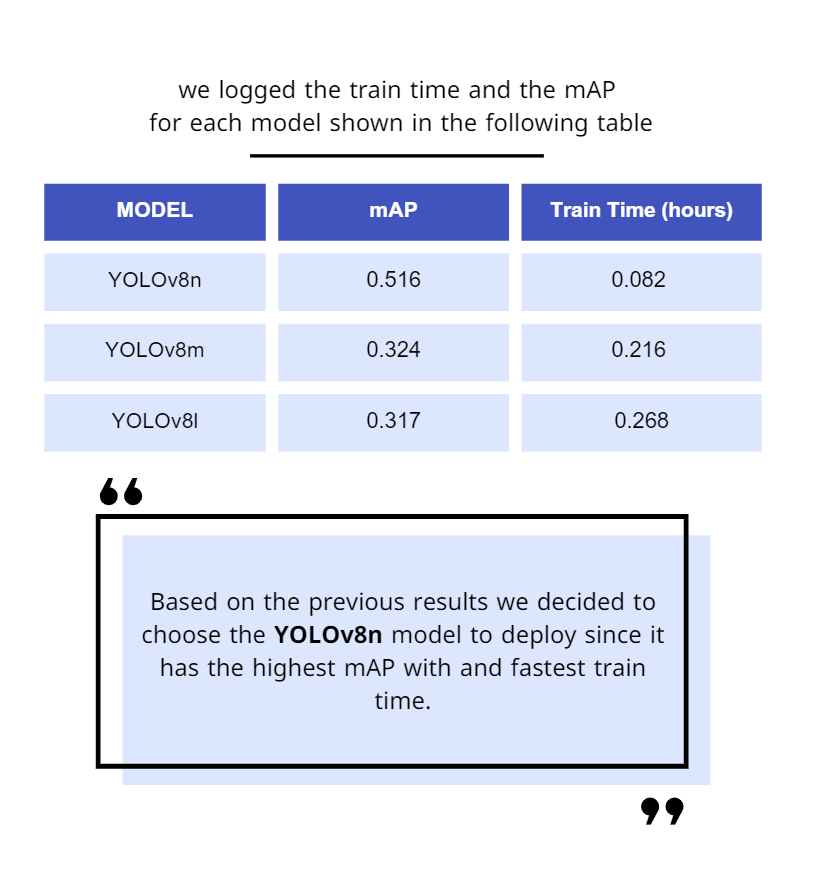 we logged the train time and the mAP
for each model shown in the following table
MODEL mAP Train Time (hours)
YOLOv8n 0.516 0.082
YOLOv8m 0.324 0.216
YOLOv8l 0.317 0.268
“
Based on the previous results we decided to
choose the YOLOv8n model to deploy since it
has the highest mAP with and fastest train
time.
”